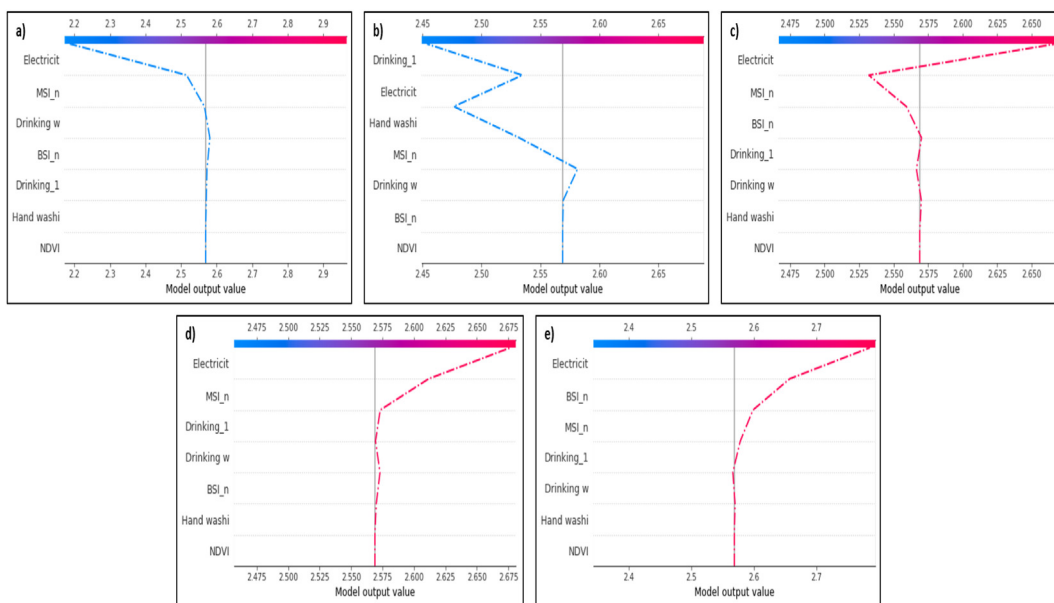 a)
2.2 2.3 2.4 2.5 2.6 2.7 2.8 2.9
Electricit
MSI_n
Drinking w
BSI_n
Drinking_1
Hand washi
NDVI
2.2 2.3 2.4 2.5 2.6 2.7 2.8 2.9
Model output value
b)
2.45 2.50 2.55 2.60 2.65
Drinking_1
Electricit
Hand washi
MSI_n
Drinking w
BSI_n
NDVI
2.45 2.50 2.55 2.60 2.65
Model output value
c)
2.475 2.500 2.525 2.550 2.575 2.600 2.625 2.650
Electricit
MSI_n
BSI_n
Drinking_1
Drinking w
Hand washi
NDVI
2.475 2.500 2.525 2.550 2.575 2.600 2.625 2.650
Model output value
d)
2.475 2.500 2.525 2.550 2.575 2.600 2.625 2.650 2.675
Electricit
MSI_n
Drinking_1
Drinking w
BSI_n
Hand washi
NDVI
2.475 2.500 2.525 2.550 2.575 2.600 2.625 2.650 2.675
Model output value
e)
2.4 2.5 2.6 2.7
Electricit
BSI_n
MSI_n
Drinking_1
Drinking w
Hand washi
NDVI
2.4 2.5 2.6 2.7
Model output value